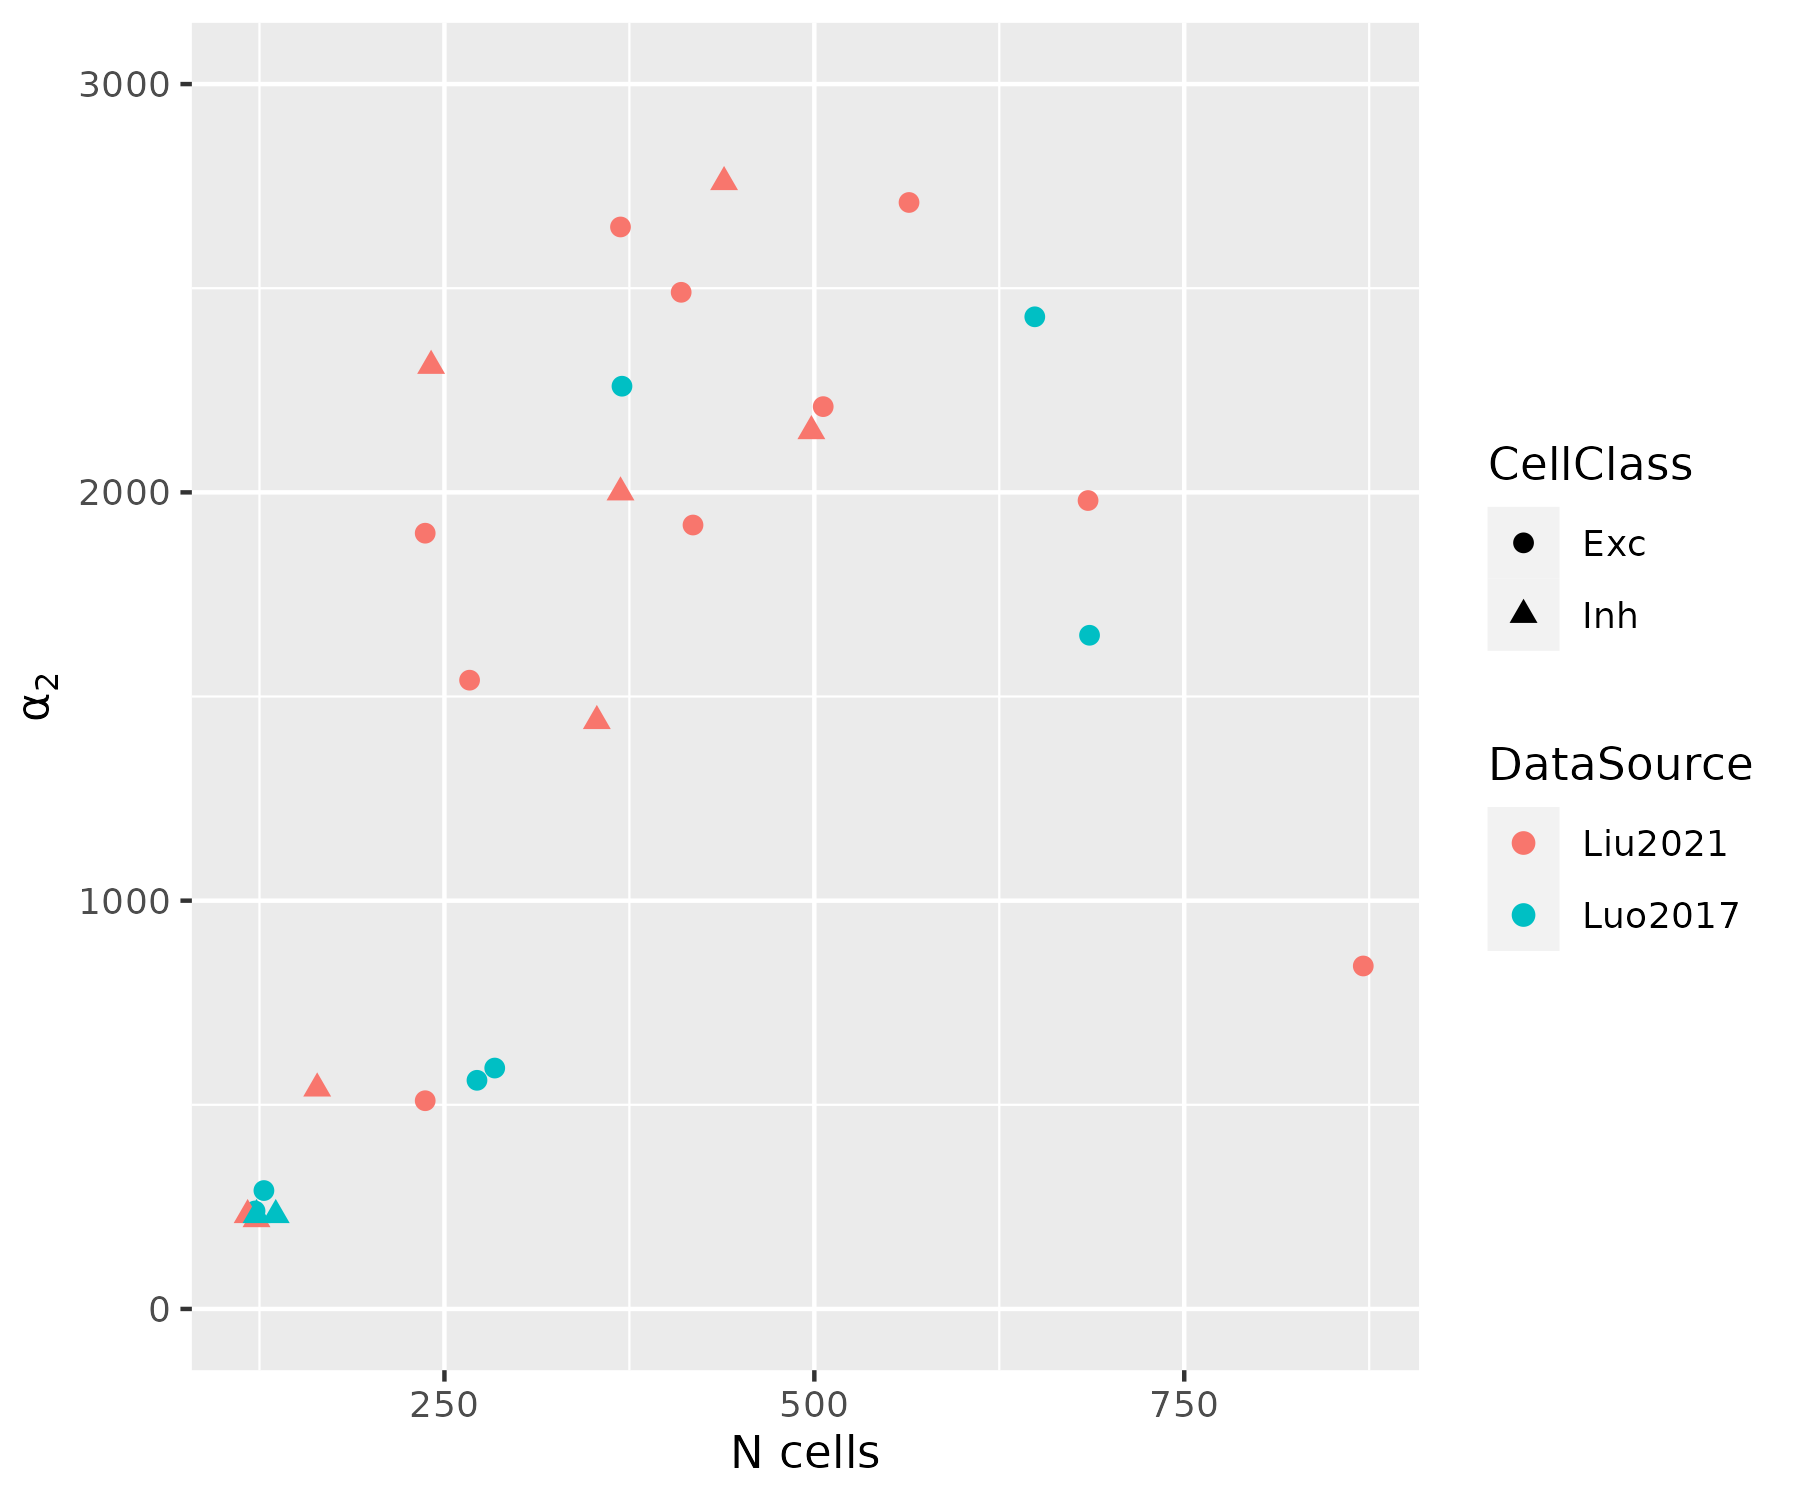 3000
2000
1000
0
α₂
250 500 750
N cells
CellClass
Exc
Inh
DataSource
Liu2021
Luo2017